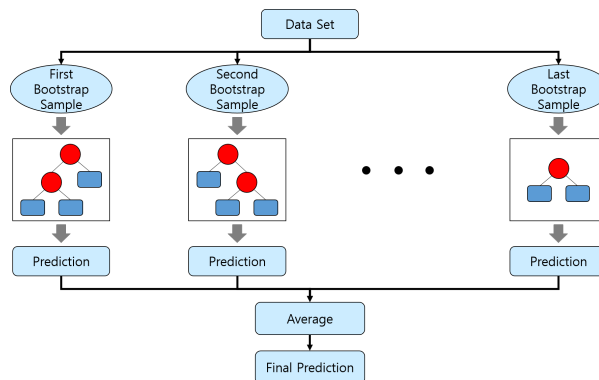 Data Set
First
Bootstrap
Sample
Second
Bootstrap
Sample
Last
Bootstrap
Sample
Prediction
Prediction
Prediction
Average
Final Prediction